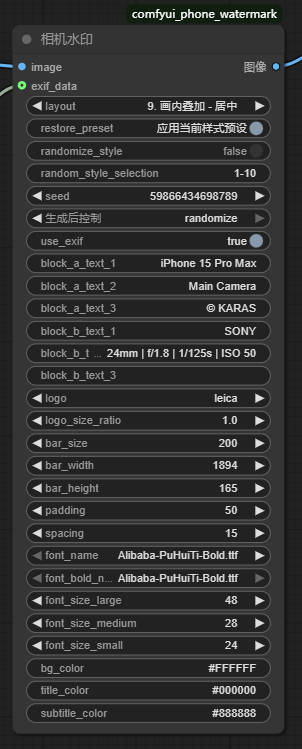 comfyui_phone_watermark
相机水印
image 图像
exif_data
layout 9. 画内叠加 - 居中
restore_preset 应用当前样式预设
randomize_style false
random_style_selection 1-10
seed 59866434698789
生成后控制 randomize
use_exif true
block_a_text_1 iPhone 15 Pro Max
block_a_text_2 Main Camera
block_a_text_3 © KARAS
block_b_text_1 SONY
block_b_t ... 24mm | f/1.8 | 1/125s | ISO 50
block_b_text_3
logo leica
logo_size_ratio 1.0
bar_size 200
bar_width 1894
bar_height 165
padding 50
spacing 15
font_name Alibaba-PuHuiTi-Bold.ttf
font_bold_n... Alibaba-PuHuiTi-Bold.ttf
font_size_large 48
font_size_medium 28
font_size_small 24
bg_color #FFFFFF
title_color #000000
subtitle_color #888888